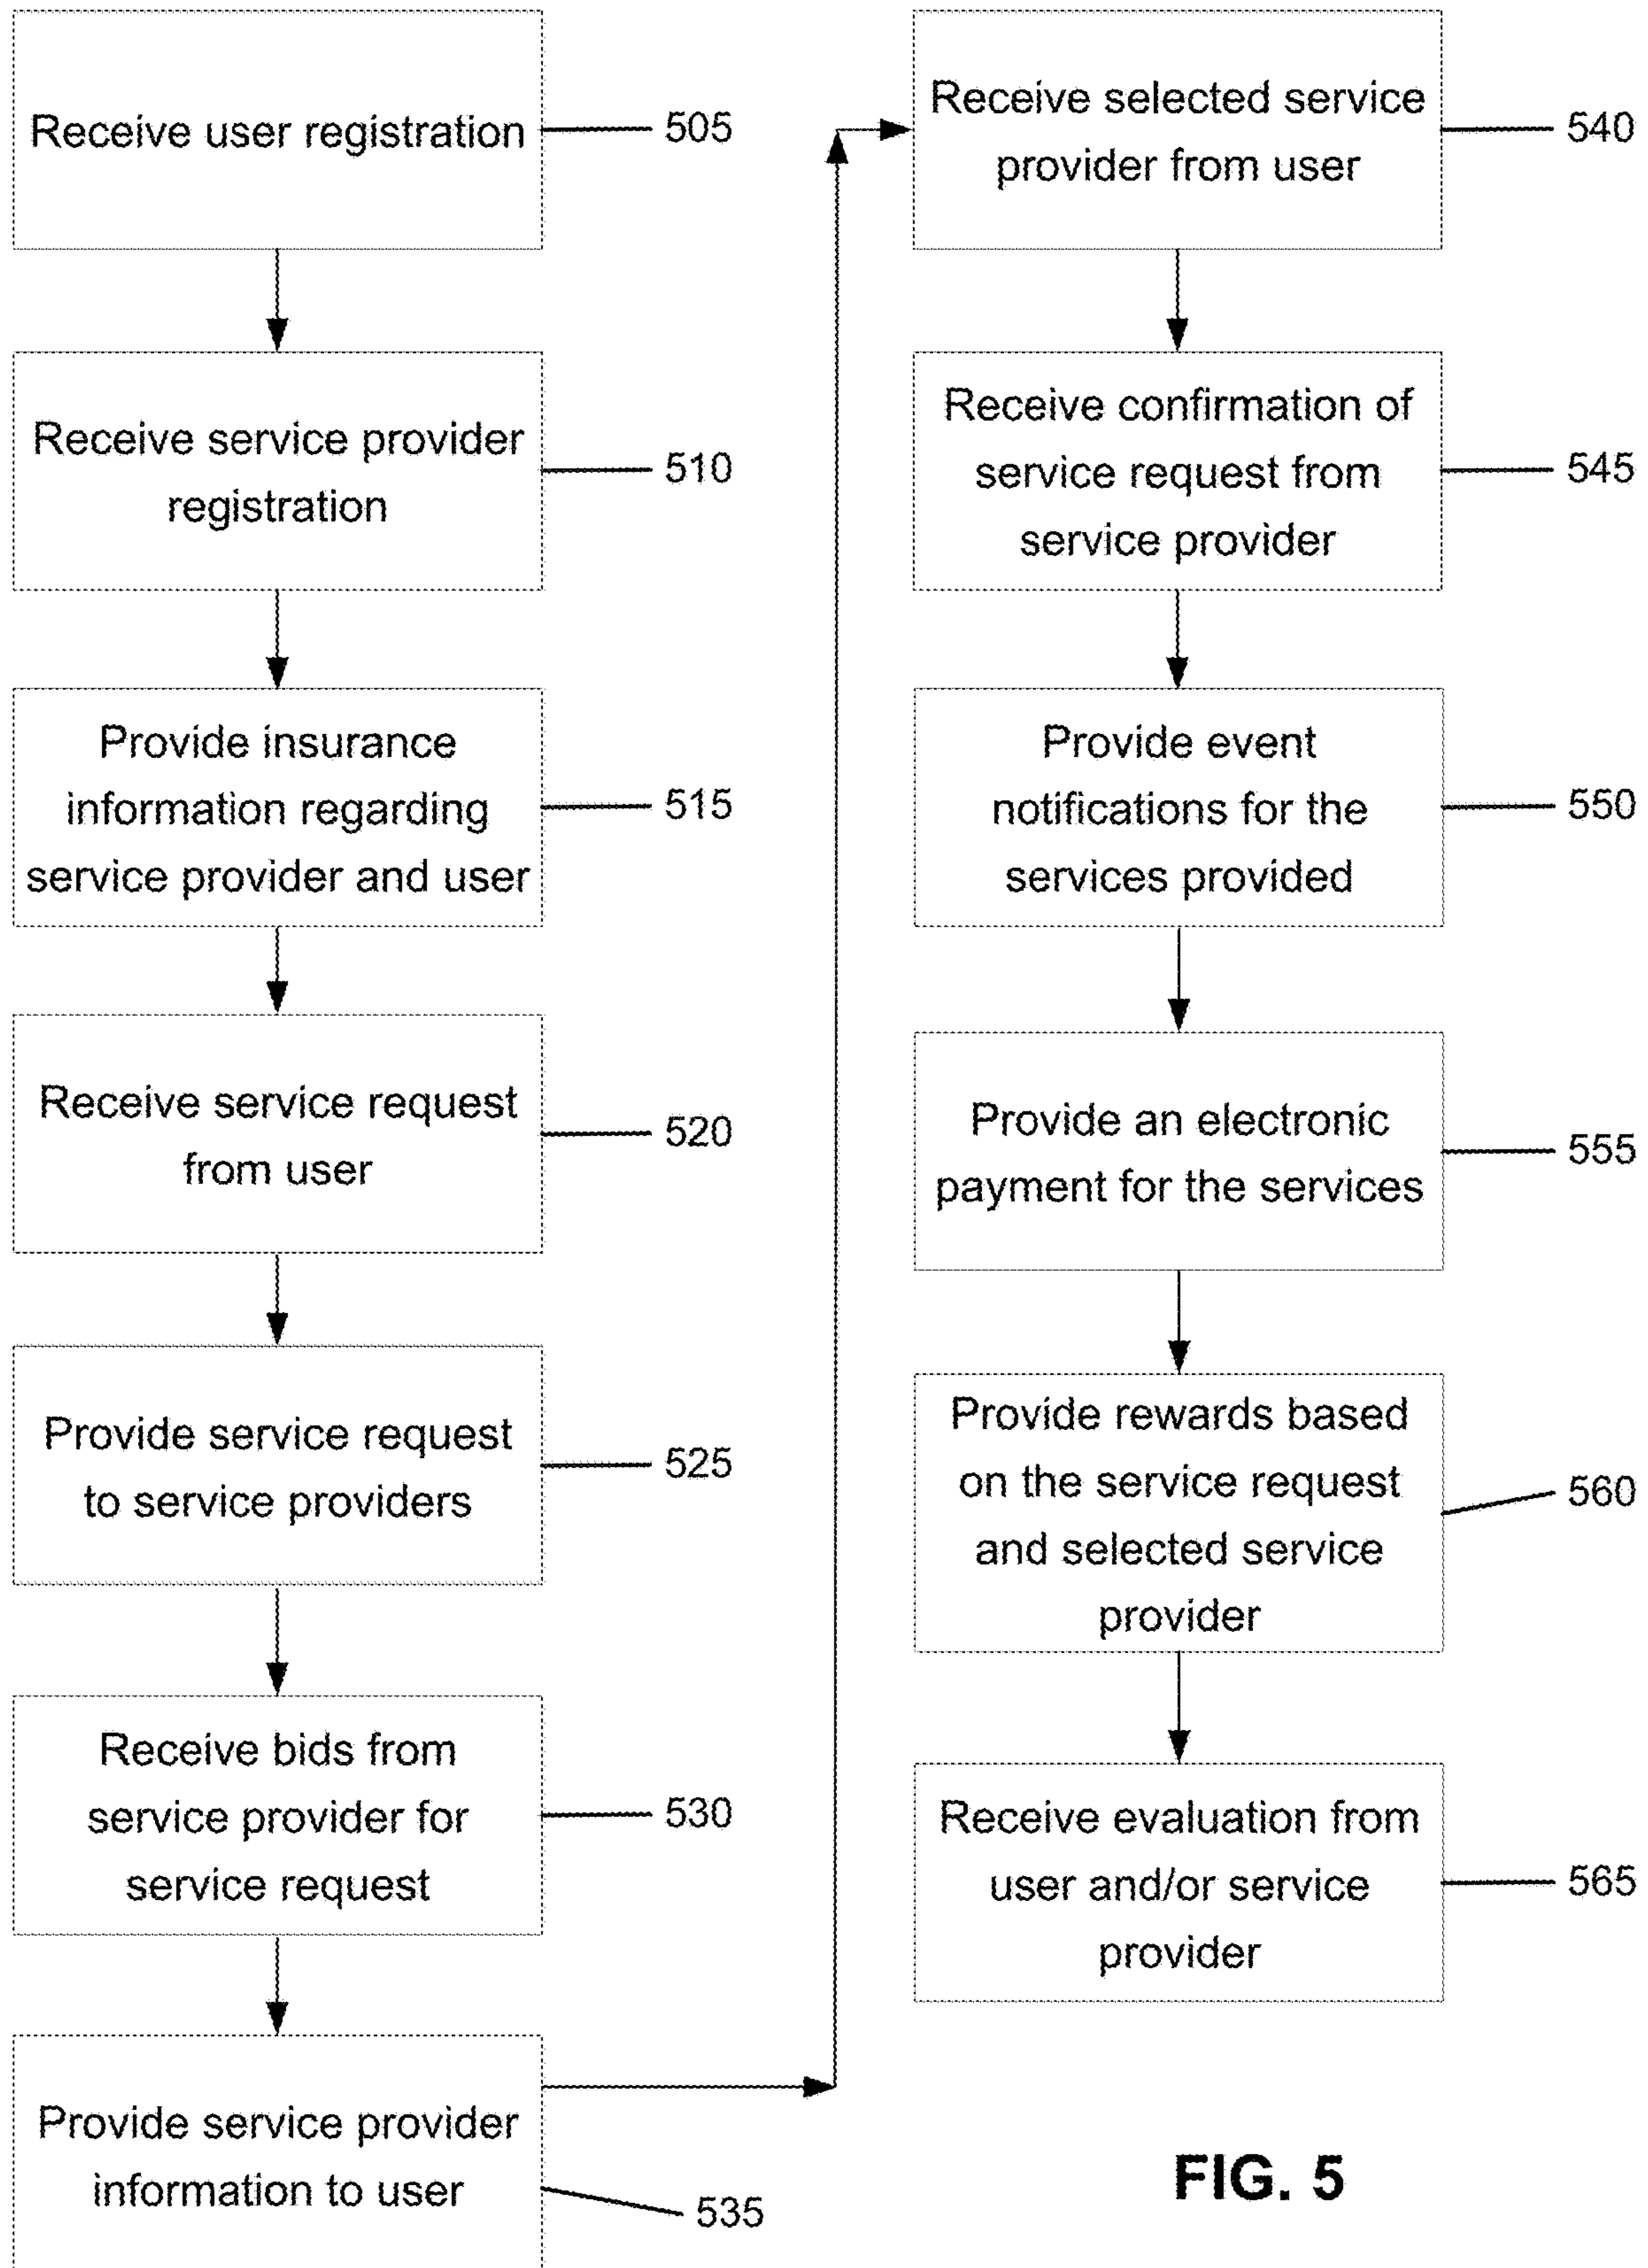 Receive user registration
505
Receive service provider
registration
510
Provide insurance
information regarding
service provider and user
515
Receive service request
from user
520
Provide service request
to service providers
525
Receive bids from
service provider for
service request
530
Provide service provider
information to user
535
Receive selected service
provider from user
540
Receive confirmation of
service request from
service provider
545
Provide event
notifications for the
services provided
550
Provide an electronic
payment for the services
555
Provide rewards based
on the service request
and selected service
provider
560
Receive evaluation from
user and/or service
provider
565
FIG. 5